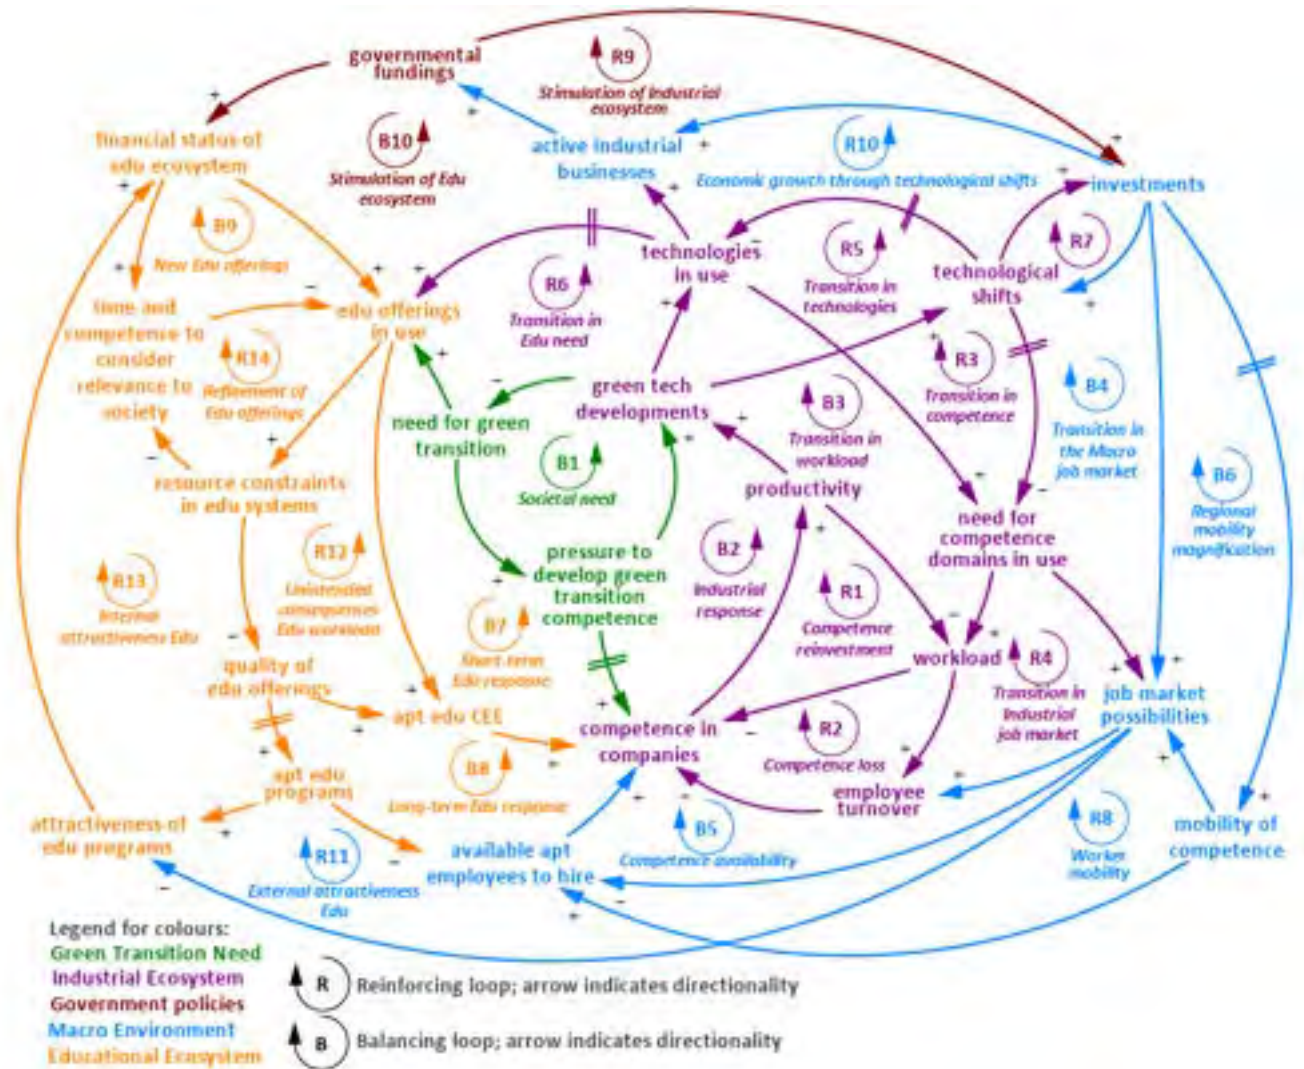 governmental
fundings
R9
Stimulation of Industrial
ecosystem
financial status of
edu ecosystem
B10
Stimulation of Edu
ecosystem
active industrial
businesses
R10
Economic growth through technological shifts
investments
B9
New Edu offerings
technologies
in use
R5
Transition in
technologies
technological
shifts
R7
R6
Transition in
Edu need
time and
competence to
consider
relevance to
society
edu offerings
in use
R14
Refinement of
Edu offerings
need for green
transition
green tech
developments
B1
Societal need
B3
Transition in
workload
R3
Transition in
competence
B4
Transition in
the Macro
job market
B6
Regional
mobility
magnification
resource constraints
in edu systems
productivity
need for
competence
domains in use
pressure to
develop green
transition
competence
B2
Industrial
response
R1
Competence
reinvestment
R13
Internal
attractiveness Edu
R12
Unintended
consequences
Edu workload
B7
Short-term
Edu response
quality of
edu offerings
apt edu CEE
workload
R4
Transition in
Industrial
job market
job market
possibilities
competence in
companies
R2
Competence loss
B8
Long-term Edu response
apt edu
programs
employee
turnover
attractiveness of
edu programs
R11
External attractiveness
Edu
available apt
employees to hire
B5
Competence availability
R8
Worker
mobility
mobility of
competence
Legend for colours:
Green Transition Need
Industrial Ecosystem
Government policies
Macro Environment
Educational Ecosystem
R
Reinforcing loop; arrow indicates directionality
B
Balancing loop; arrow indicates directionality